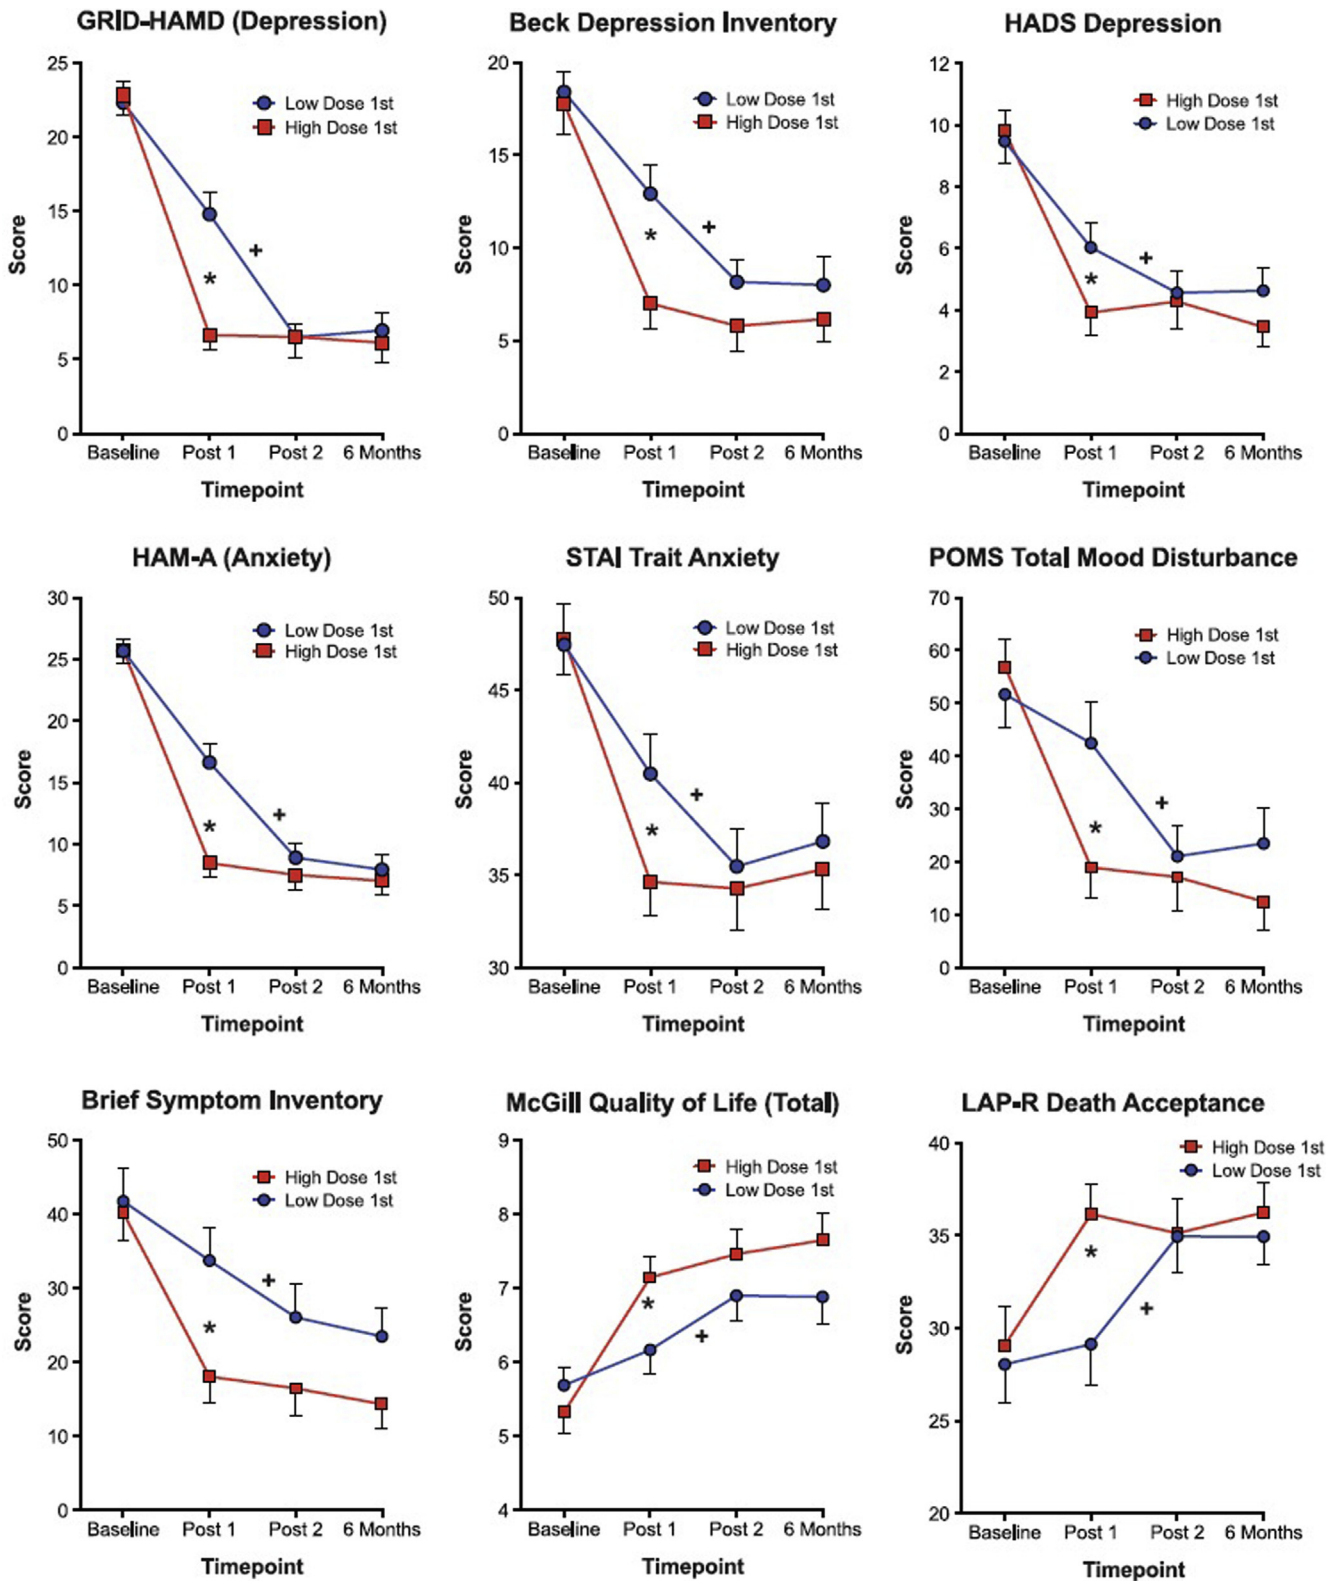 GRID-HAMD (Depression)
25
20
15
10
5
0
Score
Low Dose 1st
High Dose 1st
*
+
Baseline Post 1 Post 2 6 Months
Timepoint
Beck Depression Inventory
20
15
10
5
0
Score
Low Dose 1st
High Dose 1st
*
+
Baseline Post 1 Post 2 6 Months
Timepoint
HADS Depression
12
10
8
6
4
2
0
Score
High Dose 1st
Low Dose 1st
*
+
Baseline Post 1 Post 2 6 Months
Timepoint
HAM-A (Anxiety)
30
25
20
15
10
5
0
Score
Low Dose 1st
High Dose 1st
*
+
Baseline Post 1 Post 2 6 Months
Timepoint
STAI Trait Anxiety
50
45
40
35
30
Score
Low Dose 1st
High Dose 1st
*
+
Baseline Post 1 Post 2 6 Months
Timepoint
POMS Total Mood Disturbance
70
60
50
40
30
20
10
0
Score
High Dose 1st
Low Dose 1st
*
+
Baseline Post 1 Post 2 6 Months
Timepoint
Brief Symptom Inventory
50
40
30
20
10
0
Score
High Dose 1st
Low Dose 1st
*
+
Baseline Post 1 Post 2 6 Months
Timepoint
McGill Quality of Life (Total)
9
8
7
6
5
4
Score
High Dose 1st
Low Dose 1st
*
+
Baseline Post 1 Post 2 6 Months
Timepoint
LAP-R Death Acceptance
40
35
30
25
20
Score
High Dose 1st
Low Dose 1st
*
+
Baseline Post 1 Post 2 6 Months
Timepoint